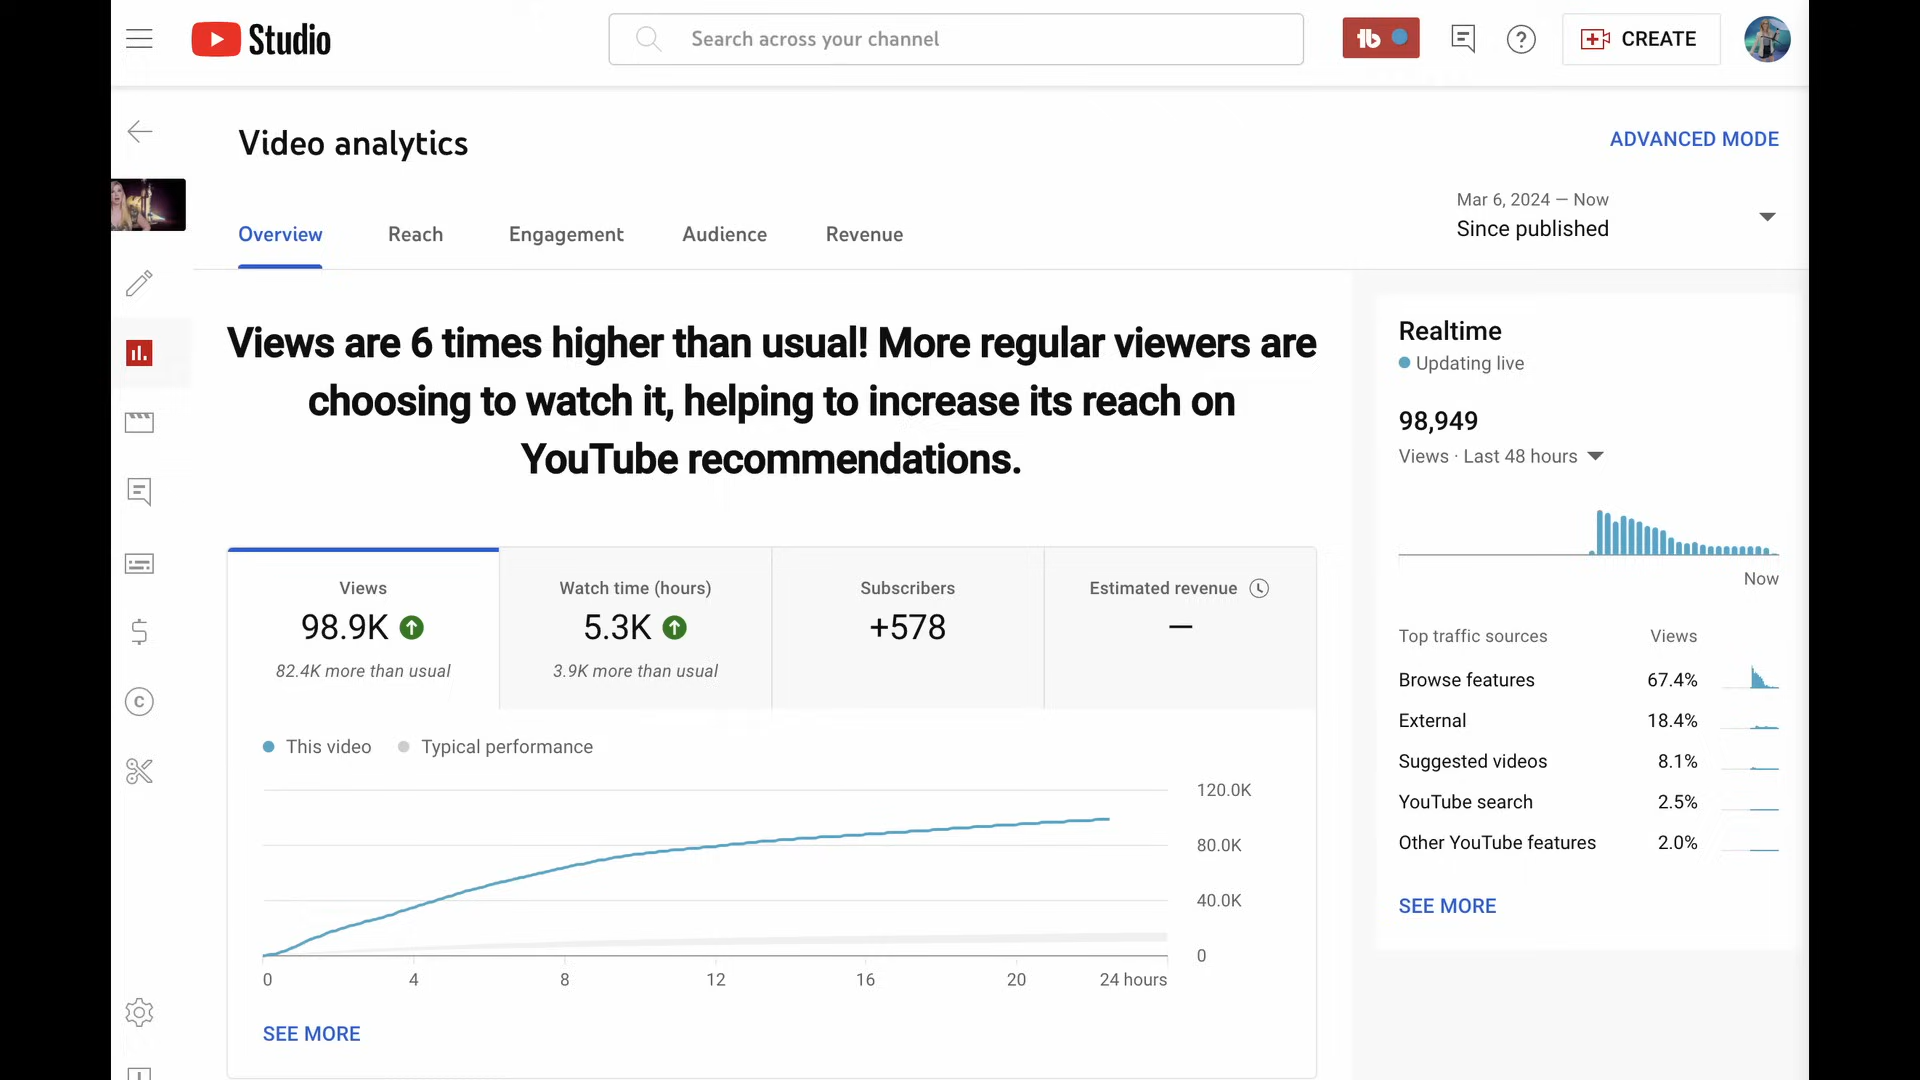 Studio
Search across your channel
tb
?
CREATE
Video analytics
ADVANCED MODE
Mar 6, 2024 – Now
Since published
Overview
Reach
Engagement
Audience
Revenue
Views are 6 times higher than usual! More regular viewers are
choosing to watch it, helping to increase its reach on
YouTube recommendations.
Views
98.9K
82.4K more than usual
Watch time (hours)
5.3K
3.9K more than usual
Subscribers
+578
Estimated revenue
—
This video
Typical performance
120.0K
80.0K
40.0K
0
0 4 8 12 16 20 24 hours
SEE MORE
Realtime
Updating live
98,949
Views · Last 48 hours
Now
Top traffic sources Views
Browse features 67.4%
External 18.4%
Suggested videos 8.1%
YouTube search 2.5%
Other YouTube features 2.0%
SEE MORE
$
C